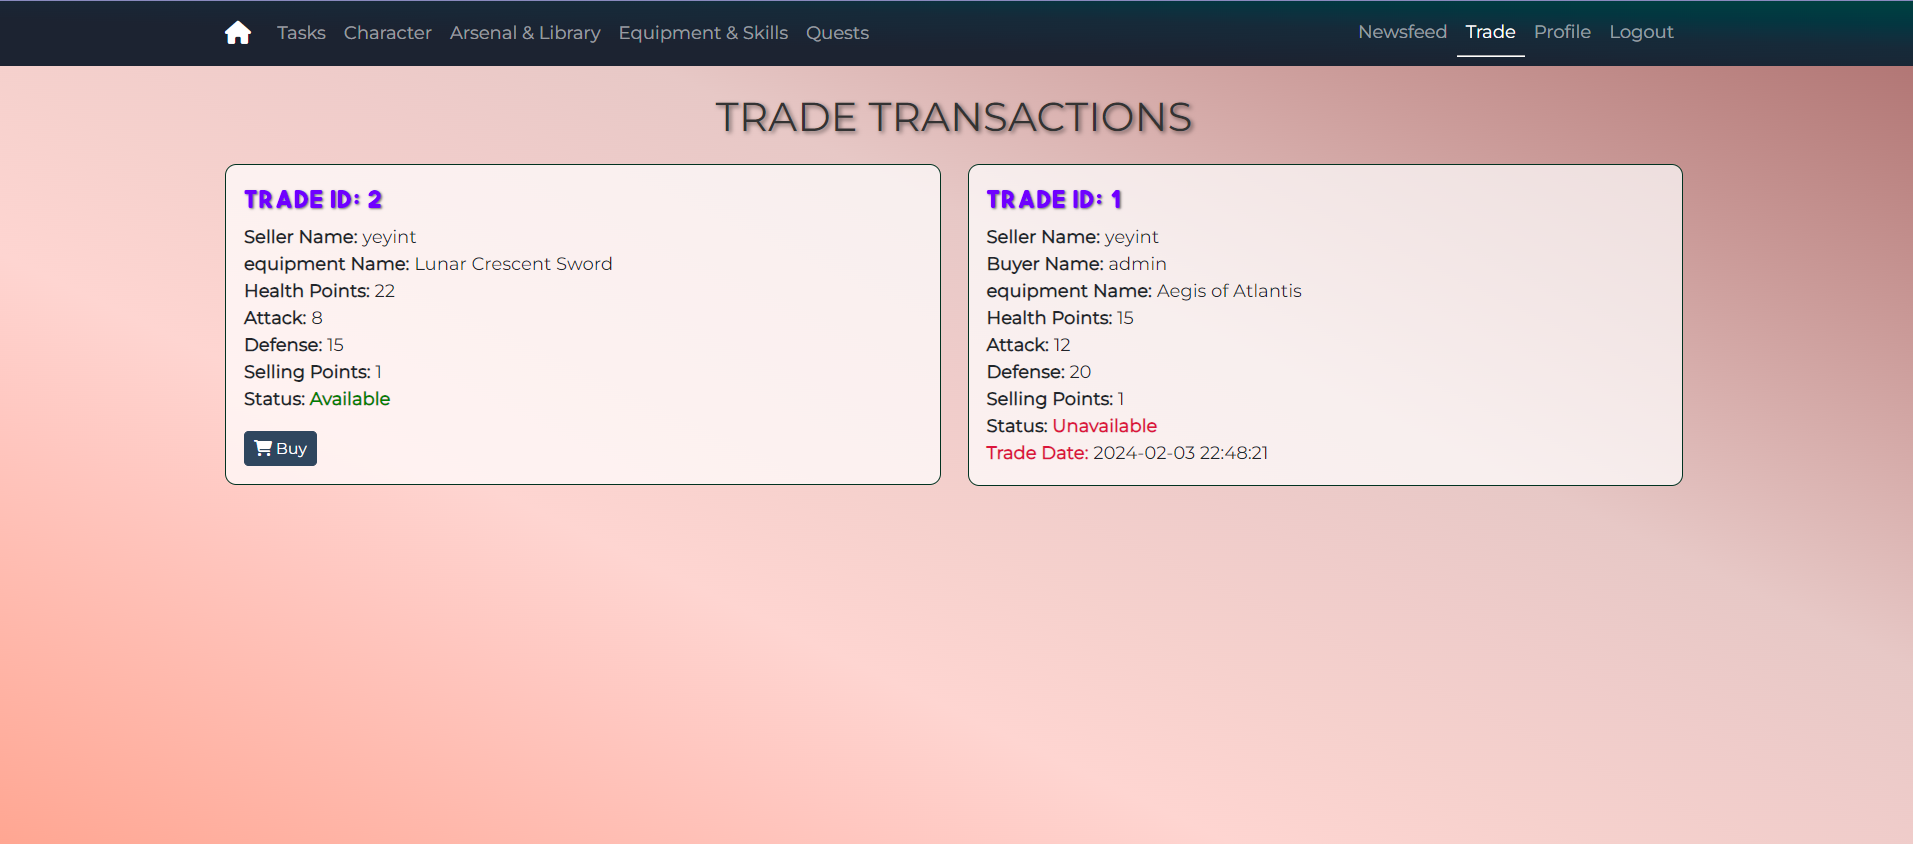 Tasks Character Arsenal & Library Equipment & Skills Quests Newsfeed Trade Profile Logout
TRADE TRANSACTIONS
TRADE ID: 2
Seller Name: yeyint
equipment Name: Lunar Crescent Sword
Health Points: 22
Attack: 8
Defense: 15
Selling Points: 1
Status: Available
Buy
TRADE ID: 1
Seller Name: yeyint
Buyer Name: admin
equipment Name: Aegis of Atlantis
Health Points: 15
Attack: 12
Defense: 20
Selling Points: 1
Status: Unavailable
Trade Date: 2024-02-03 22:48:21